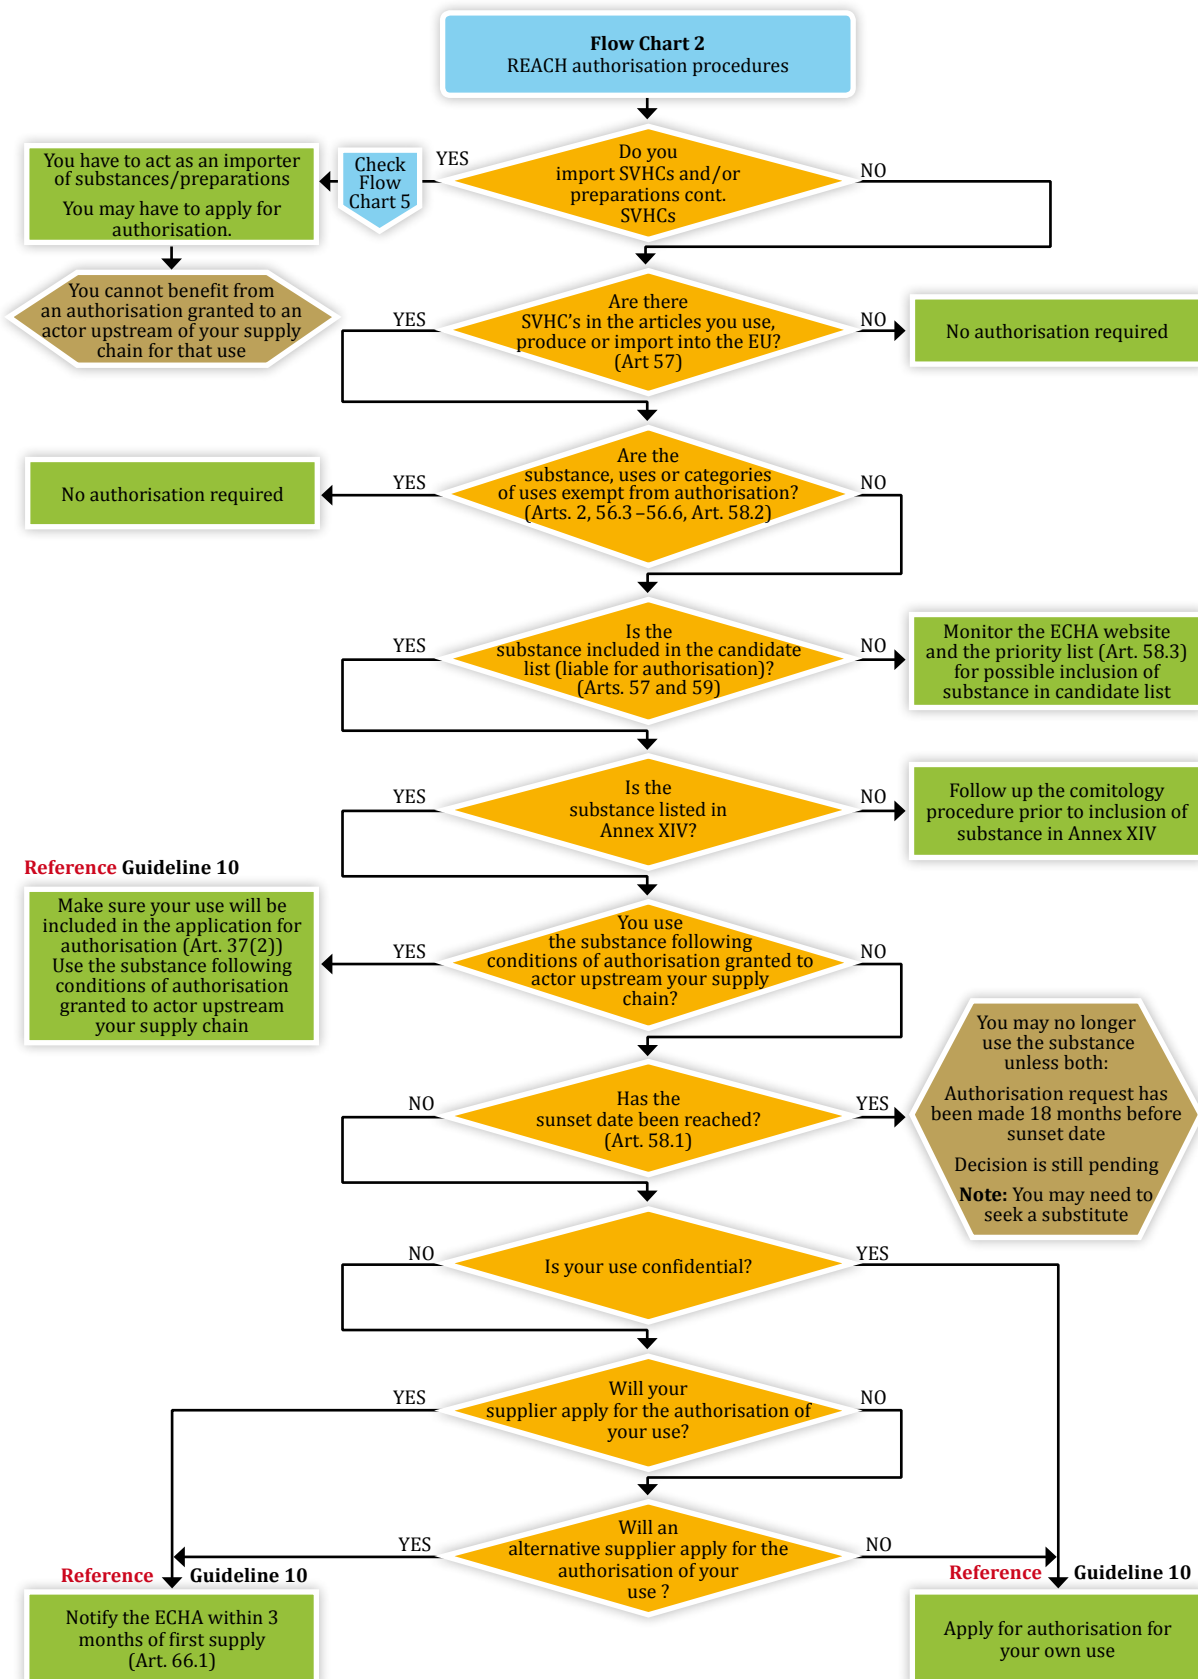 Flow Chart 2
REACH authorisation procedures
Do you
import SVHCs and/or
preparations cont.
SVHCs
YES
NO
Check
Flow
Chart 5
You have to act as an importer
of substances/preparations
You may have to apply for
authorisation.
You cannot benefit from
an authorisation granted to an
actor upstream of your supply
chain for that use
Are there
SVHC's in the articles you use,
produce or import into the EU?
(Art 57)
YES
NO
No authorisation required
Are the
substance, uses or categories
of uses exempt from authorisation?
(Arts. 2, 56.3 –56.6, Art. 58.2)
YES
NO
No authorisation required
Is the
substance included in the candidate
list (liable for authorisation)?
(Arts. 57 and 59)
YES
NO
Monitor the ECHA website
and the priority list (Art. 58.3)
for possible inclusion of
substance in candidate list
Is the
substance listed in
Annex XIV?
YES
NO
Follow up the comitology
procedure prior to inclusion of
substance in Annex XIV
Reference Guideline 10
Make sure your use will be
included in the application for
authorisation (Art. 37(2))
Use the substance following
conditions of authorisation
granted to actor upstream
your supply chain
You use
the substance following
conditions of authorisation granted to
actor upstream your supply
chain?
YES
NO
Has the
sunset date been reached?
(Art. 58.1)
NO
YES
You may no longer
use the substance
unless both:
Authorisation request has
been made 18 months before
sunset date
Decision is still pending
Note: You may need to
seek a substitute
Is your use confidential?
NO
YES
Will your
supplier apply for the authorisation of
your use?
YES
NO
Will an
alternative supplier apply for the
authorisation of your
use ?
YES
NO
Reference Guideline 10
Notify the ECHA within 3
months of first supply
(Art. 66.1)
Reference Guideline 10
Apply for authorisation for
your own use